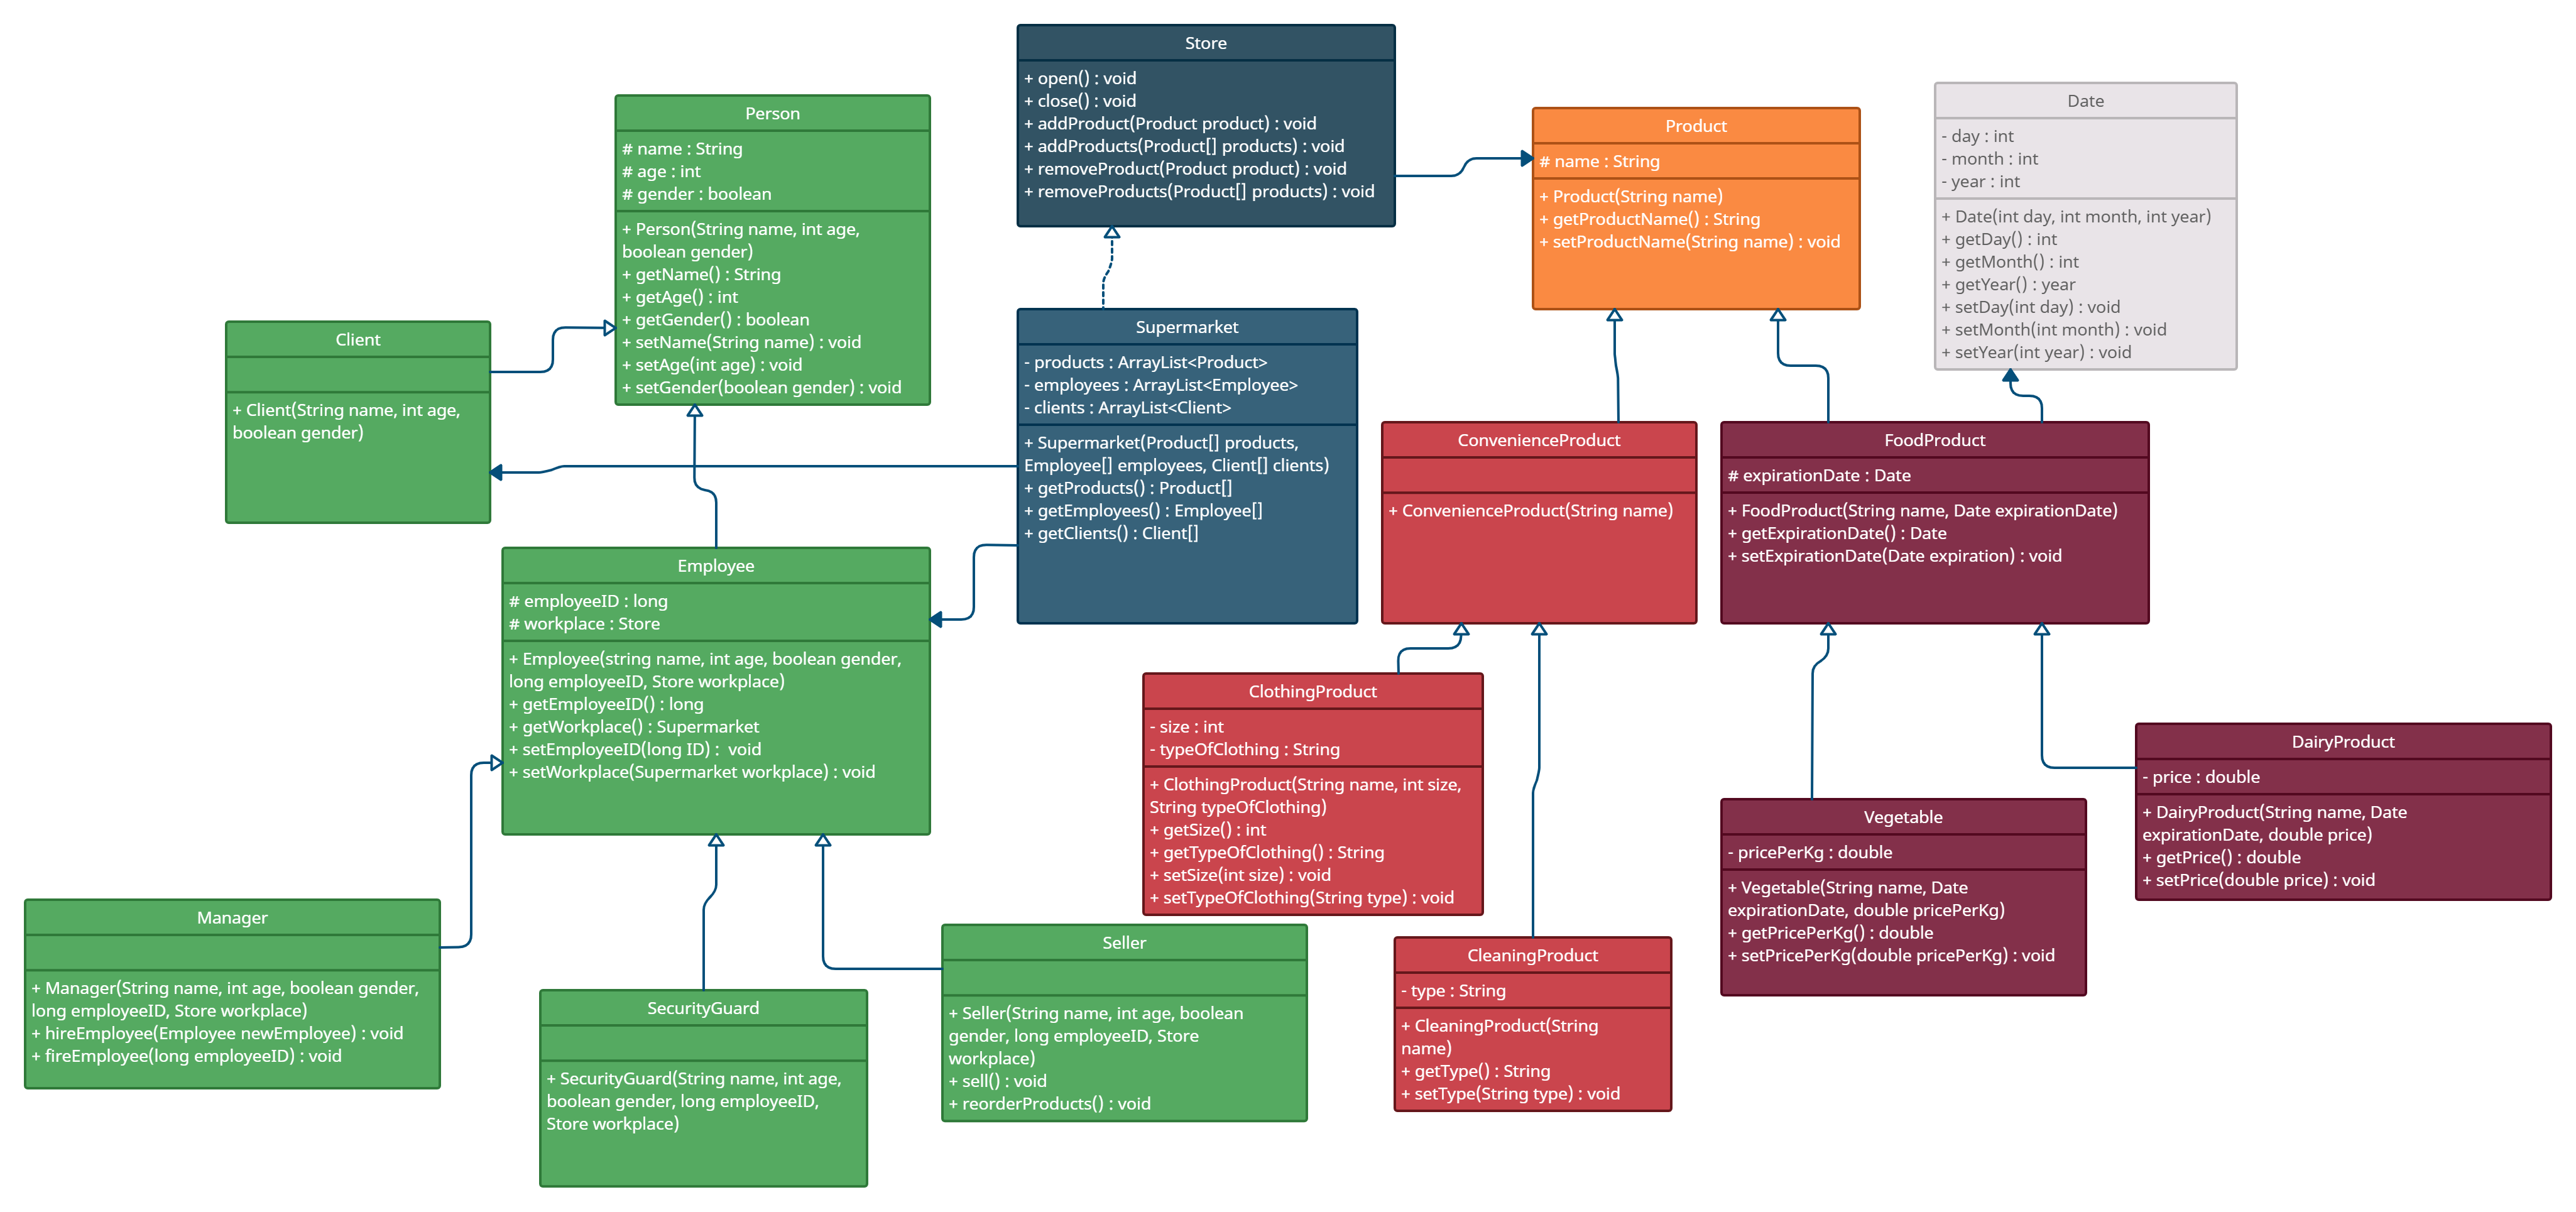 Store
+ open() : void
+ close() : void
+ addProduct(Product product) : void
+ addProducts(Product[] products) : void
+ removeProduct(Product product) : void
+ removeProducts(Product[] products) : void
Person
# name : String
# age : int
# gender : boolean
+ Person(String name, int age,
boolean gender)
+ getName() : String
+ getAge() : int
+ getGender() : boolean
+ setName(String name) : void
+ setAge(int age) : void
+ setGender(boolean gender) : void
Product
# name : String
+ Product(String name)
+ getProductName() : String
+ setProductName(String name) : void
Date
- day : int
- month : int
- year : int
+ Date(int day, int month, int year)
+ getDay() : int
+ getMonth() : int
+ getYear() : year
+ setDay(int day) : void
+ setMonth(int month) : void
+ setYear(int year) : void
Client
+ Client(String name, int age,
boolean gender)
Supermarket
- products : ArrayList<Product>
- employees : ArrayList<Employee>
- clients : ArrayList<Client>
+ Supermarket(Product[] products,
Employee[] employees, Client[] clients)
+ getProducts() : Product[]
+ getEmployees() : Employee[]
+ getClients() : Client[]
ConvenienceProduct
+ ConvenienceProduct(String name)
FoodProduct
# expirationDate : Date
+ FoodProduct(String name, Date expirationDate)
+ getExpirationDate() : Date
+ setExpirationDate(Date expiration) : void
Employee
# employeeID : long
# workplace : Store
+ Employee(string name, int age, boolean gender,
long employeeID, Store workplace)
+ getEmployeeID() : long
+ getWorkplace() : Supermarket
+ setEmployeeID(long ID) :  void
+ setWorkplace(Supermarket workplace) : void
ClothingProduct
- size : int
- typeOfClothing : String
+ ClothingProduct(String name, int size,
String typeOfClothing)
+ getSize() : int
+ getTypeOfClothing() : String
+ setSize(int size) : void
+ setTypeOfClothing(String type) : void
DairyProduct
- price : double
+ DairyProduct(String name, Date
expirationDate, double price)
+ getPrice() : double
+ setPrice(double price) : void
Vegetable
- pricePerKg : double
+ Vegetable(String name, Date
expirationDate, double pricePerKg)
+ getPricePerKg() : double
+ setPricePerKg(double pricePerKg) : void
Manager
+ Manager(String name, int age, boolean gender,
long employeeID, Store workplace)
+ hireEmployee(Employee newEmployee) : void
+ fireEmployee(long employeeID) : void
SecurityGuard
+ SecurityGuard(String name, int age,
boolean gender, long employeeID,
Store workplace)
Seller
+ Seller(String name, int age, boolean
gender, long employeeID, Store
workplace)
+ sell() : void
+ reorderProducts() : void
CleaningProduct
- type : String
+ CleaningProduct(String
name)
+ getType() : String
+ setType(String type) : void